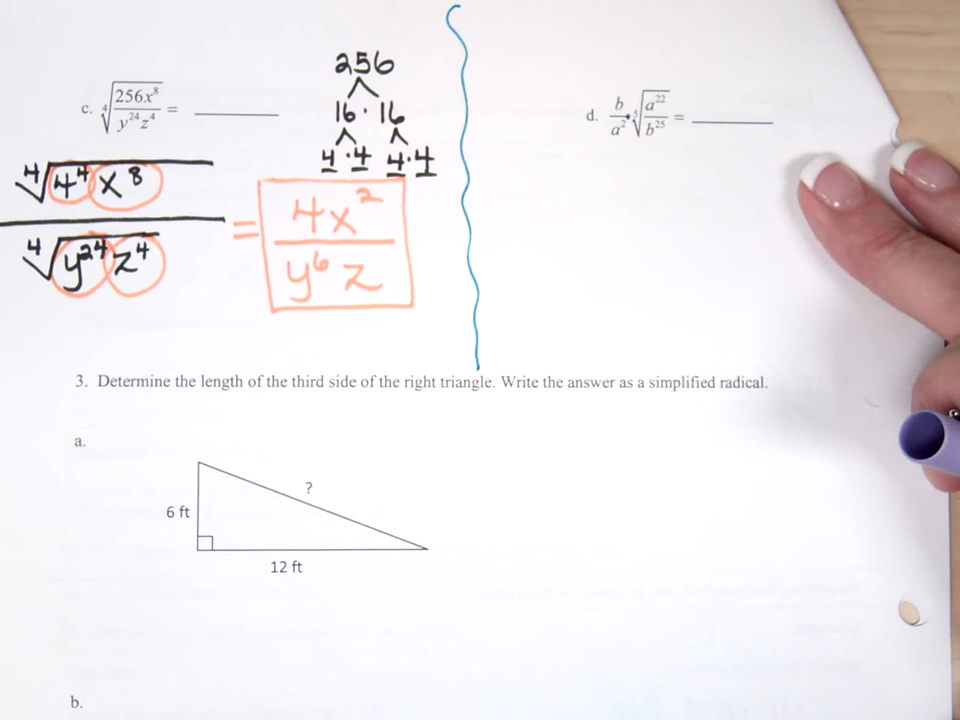 c. ⁴√(256x⁸ / y²⁴z⁴) = ________
256
16 · 16
4 · 4 4 · 4
⁴√(4⁴ x⁸) / ⁴√(y²⁴ z⁴) = 4x² / y⁶ z
d. b/a² · ⁵√(a²² / b²⁵) = ________
3. Determine the length of the third side of the right triangle. Write the answer as a simplified radical.
a.
?
6 ft
12 ft
b.